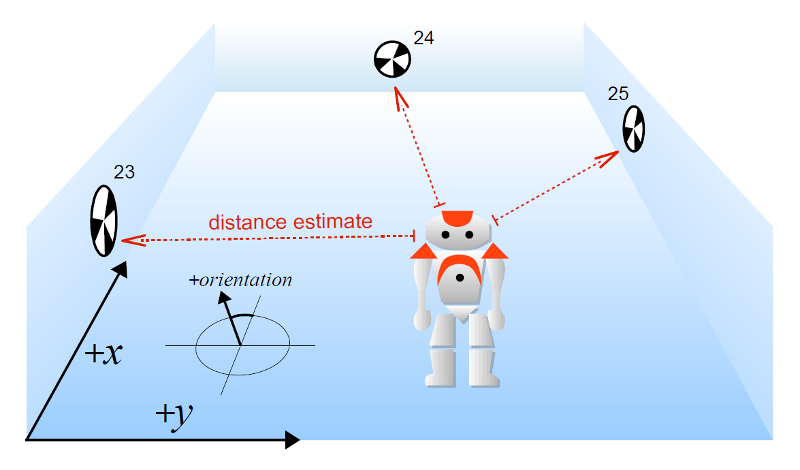 24
25
23
distance estimate
+orientation
+x
+y